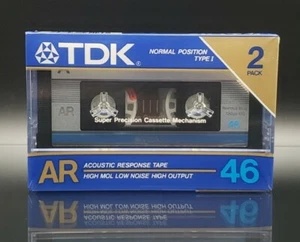 TDK
NORMAL POSITION
TYPE I
2
PACK
A
AR
Super Precision Cassette Mechanism
46
AR
ACOUSTIC RESPONSE TAPE
HIGH MOL LOW NOISE HIGH OUTPUT
46